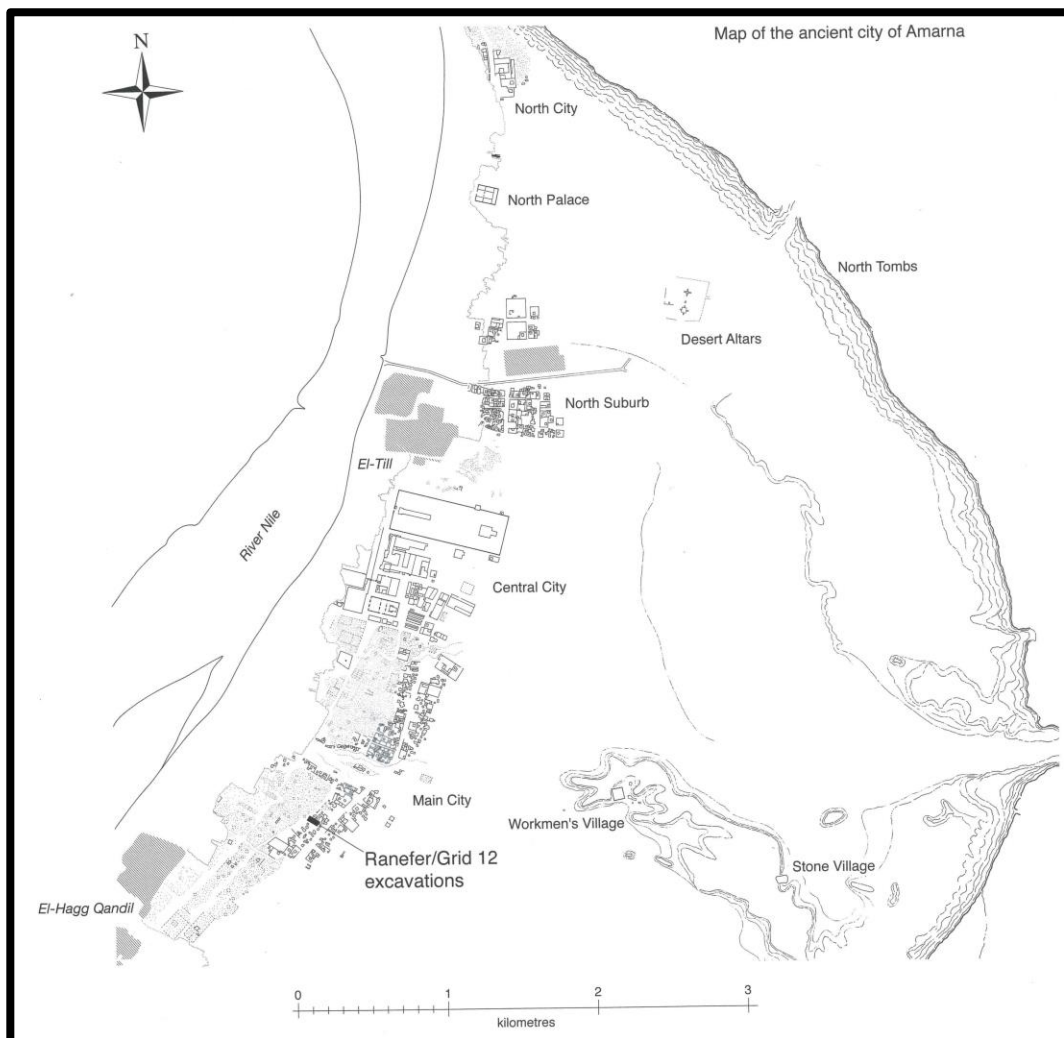 Map of the ancient city of Amarna
N
North City
North Palace
North Tombs
Desert Altars
North Suburb
El-Till
River Nile
Central City
Main City
Workmen's Village
Ranefer/Grid 12
excavations
Stone Village
El-Hagg Qandil
0 1 2 3
kilometres